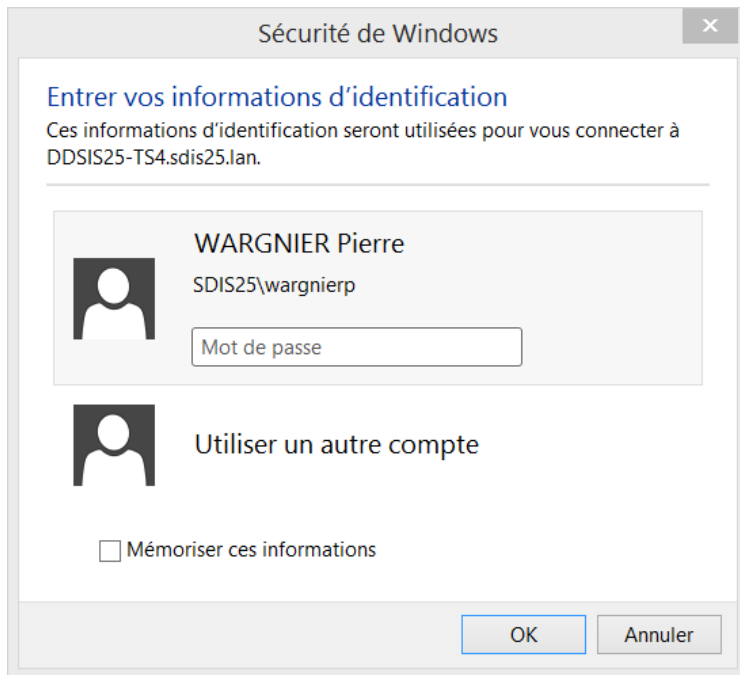 Sécurité de Windows
Entrer vos informations d'identification
Ces informations d'identification seront utilisées pour vous connecter à
DDSIS25-TS4.sdis25.lan.
WARGNIER Pierre
SDIS25\wargnierp
Mot de passe
Utiliser un autre compte
Mémoriser ces informations
OK
Annuler